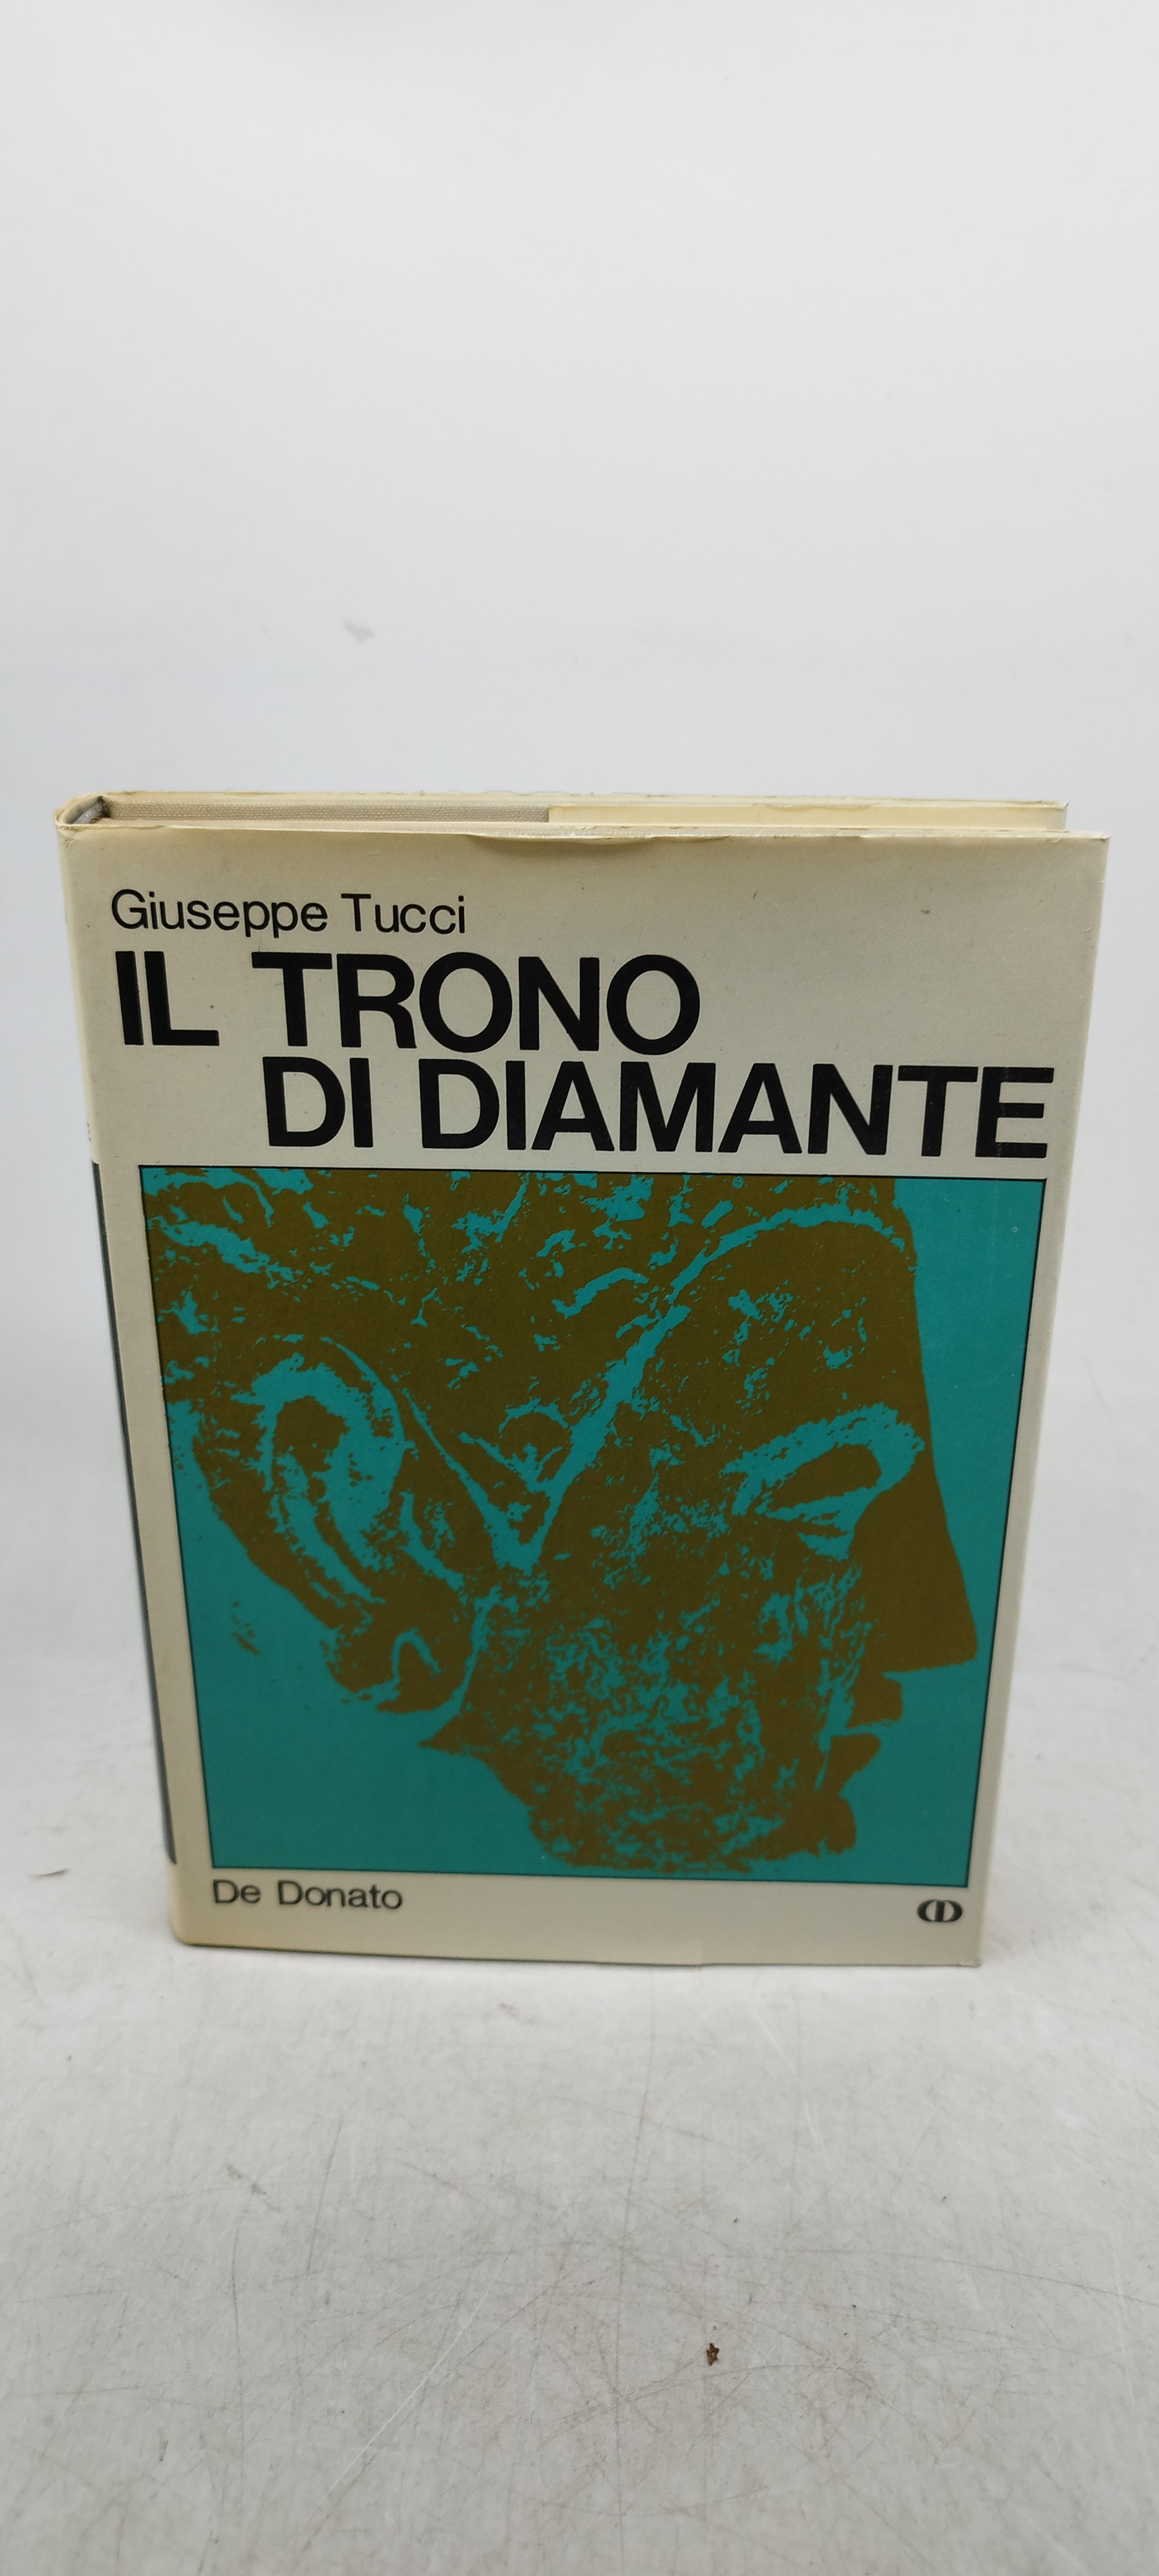 Giuseppe Tucci
IL TRONO
DI DIAMANTE
De Donato